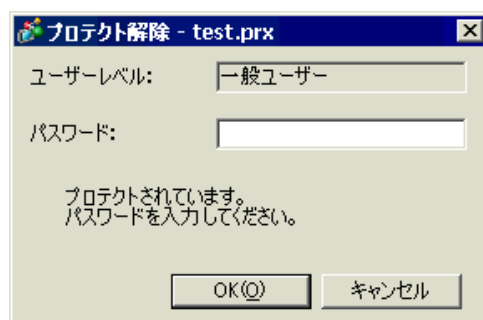 プロテクト解除 - test.prx
ユーザーレベル: 一般ユーザー
パスワード:
プロテクトされています。
パスワードを入力してください。
OK(O) キャンセル